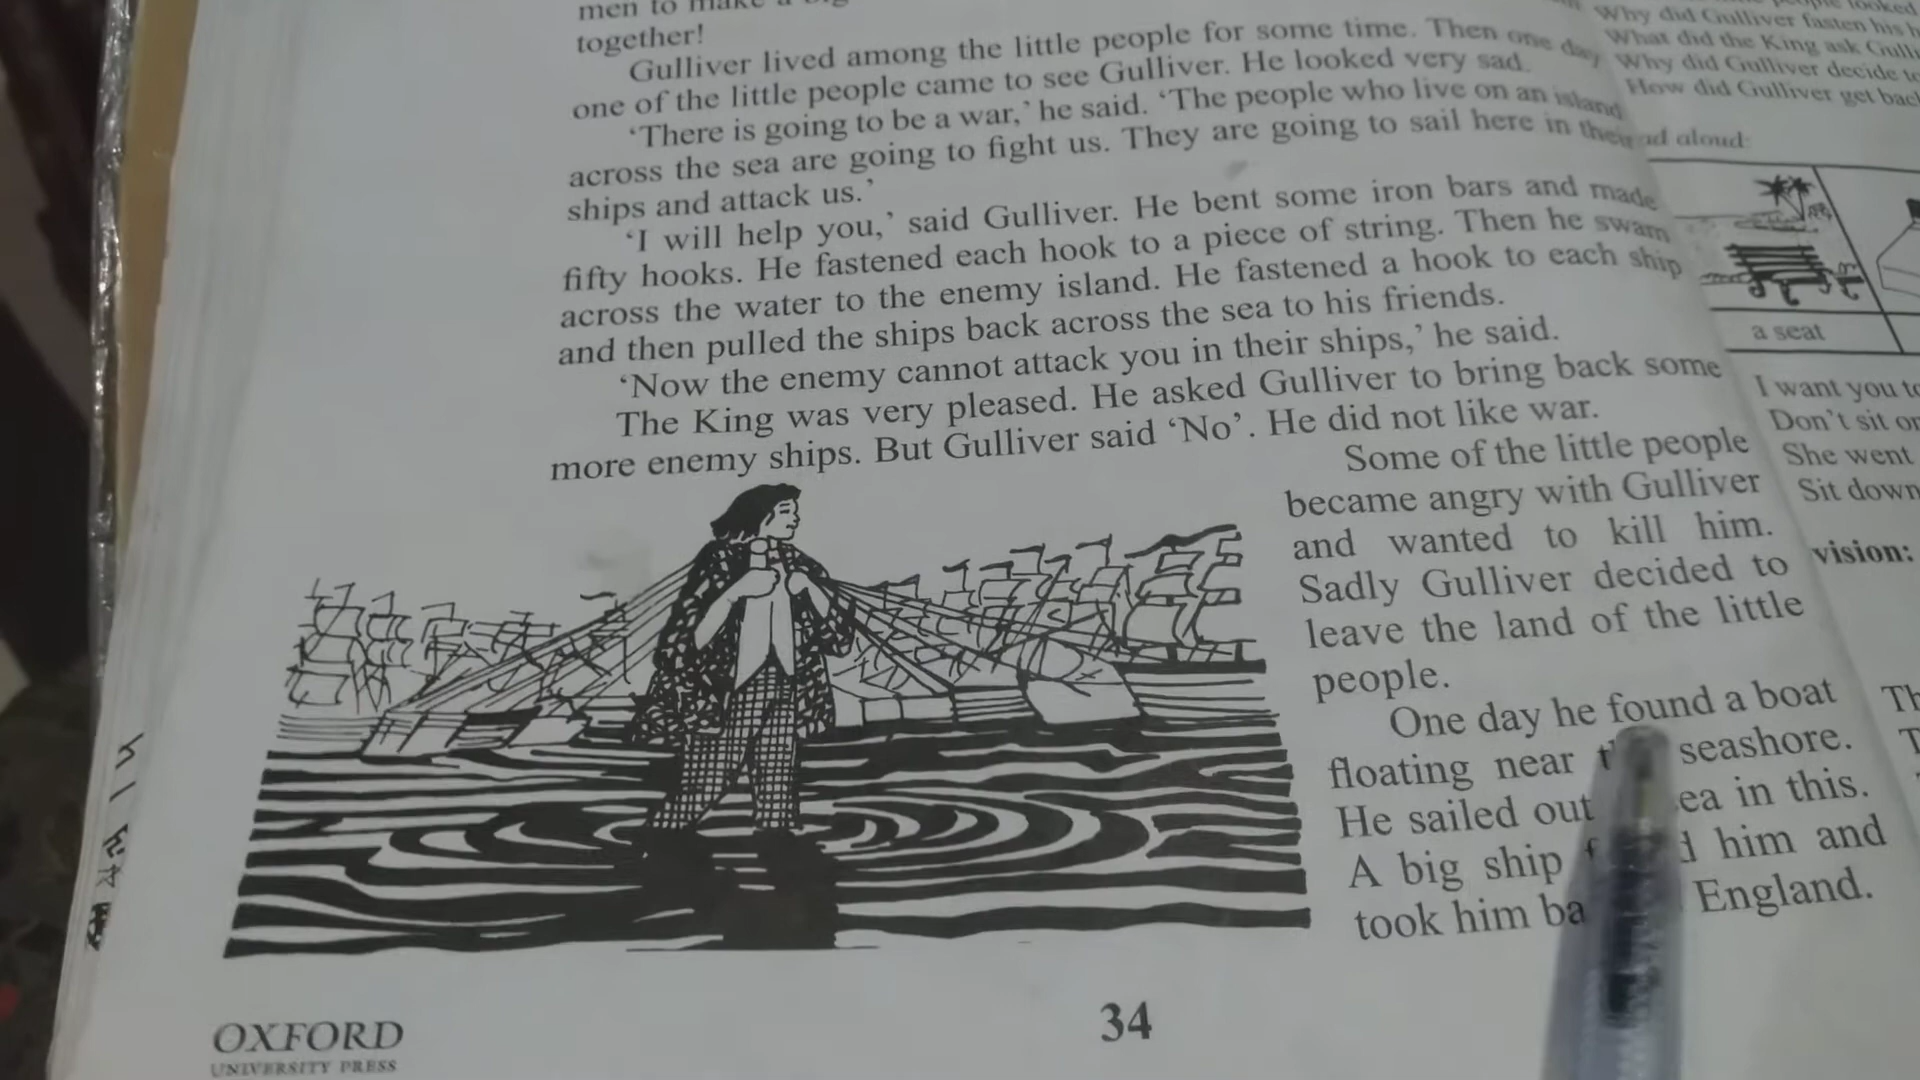 men to make a big
together!
Gulliver lived among the little people for some time. Then one day
one of the little people came to see Gulliver. He looked very sad.
‘There is going to be a war,’ he said. ‘The people who live on an island
across the sea are going to fight us. They are going to sail here in their
ships and attack us.’
‘I will help you,’ said Gulliver. He bent some iron bars and made
fifty hooks. He fastened each hook to a piece of string. Then he swam
across the water to the enemy island. He fastened a hook to each ship
and then pulled the ships back across the sea to his friends.
‘Now the enemy cannot attack you in their ships,’ he said.
The King was very pleased. He asked Gulliver to bring back some
more enemy ships. But Gulliver said ‘No’. He did not like war.
Some of the little people
became angry with Gulliver
and wanted to kill him.
Sadly Gulliver decided to
leave the land of the little
people.
One day he found a boat
floating near seashore.
He sailed out in this.
A big ship him and
took him England.
34
OXFORD
UNIVERSITY PRESS
looked
Why did Gulliver fasten his
What did the King ask
Why did Gulliver decide to
How did Gulliver get
aloud:
a seat
I want you to
Don’t sit
She went
Sit down